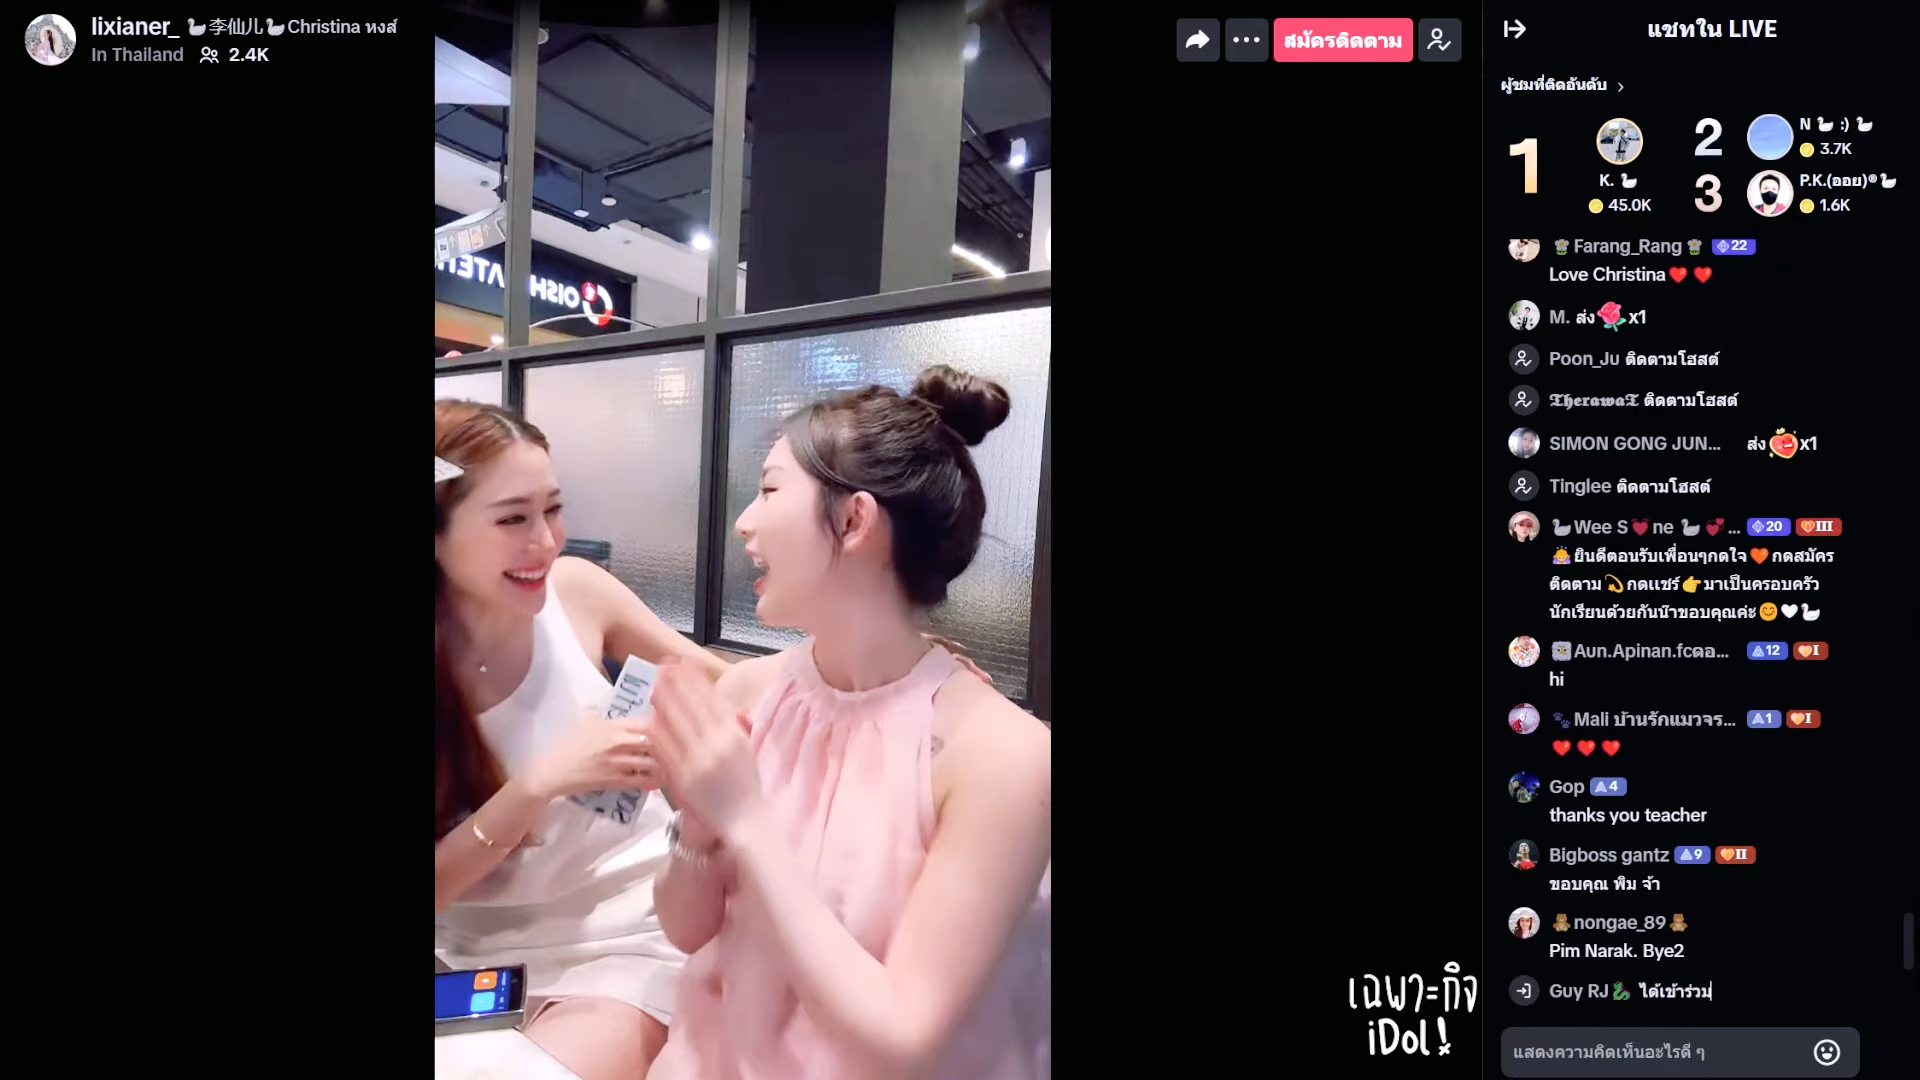 lixianer_ 🦢李仙儿🦢Christina หงส์
In Thailand 2.4K
สมัครติดตาม
OISHI
เฉพาะกิจ
iDol!
แชทใน LIVE
ผู้ชมที่ติดอันดับ
1
K. 🦢
45.0K
2
N 🦢 :) 🦢
3.7K
3
P.K.(ออย)®🦢
1.6K
Farang_Rang 22
Love Christina❤️ ❤️
M. ส่ง x1
Poon_Ju ติดตามโฮสต์
𝕿𝖍𝖊𝖗𝖆𝖜𝖆𝕿 ติดตามโฮสต์
SIMON GONG JUN... ส่ง x1
Tinglee ติดตามโฮสต์
🦢Wee S💗ne 🦢 💞... 20 III
ยินดีตอนรับเพื่อนๆกดใจ🧡กดสมัคร
ติดตาม💫กดแชร์👉มาเป็นครอบครัว
นักเรียนด้วยกันน๊าขอบคุณค่ะ😊🤍🦢
Aun.Apinan.fcดอ... 12 I
hi
🐾Mali บ้านรักแมวจร... 1 I
❤️ ❤️ ❤️
Gop 4
thanks you teacher
Bigboss gantz 9 II
ขอบคุณ พิม จ้า
🧸nongae_89🧸
Pim Narak. Bye2
Guy RJ🐉 ได้เข้าร่วม
แสดงความคิดเห็นอะไรดี ๆ